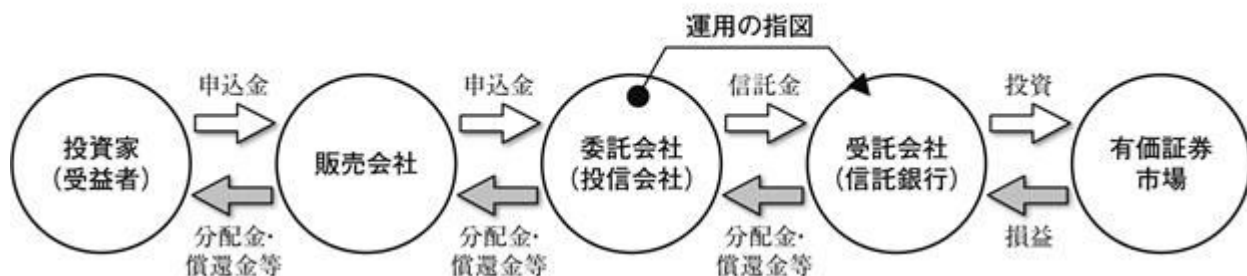 運用の指図
申込金
申込金
信託金
投資
投資家
（受益者）
販売会社
委託会社
（投信会社）
受託会社
（信託銀行）
有価証券
市場
分配金・
償還金等
分配金・
償還金等
分配金・
償還金等
損益